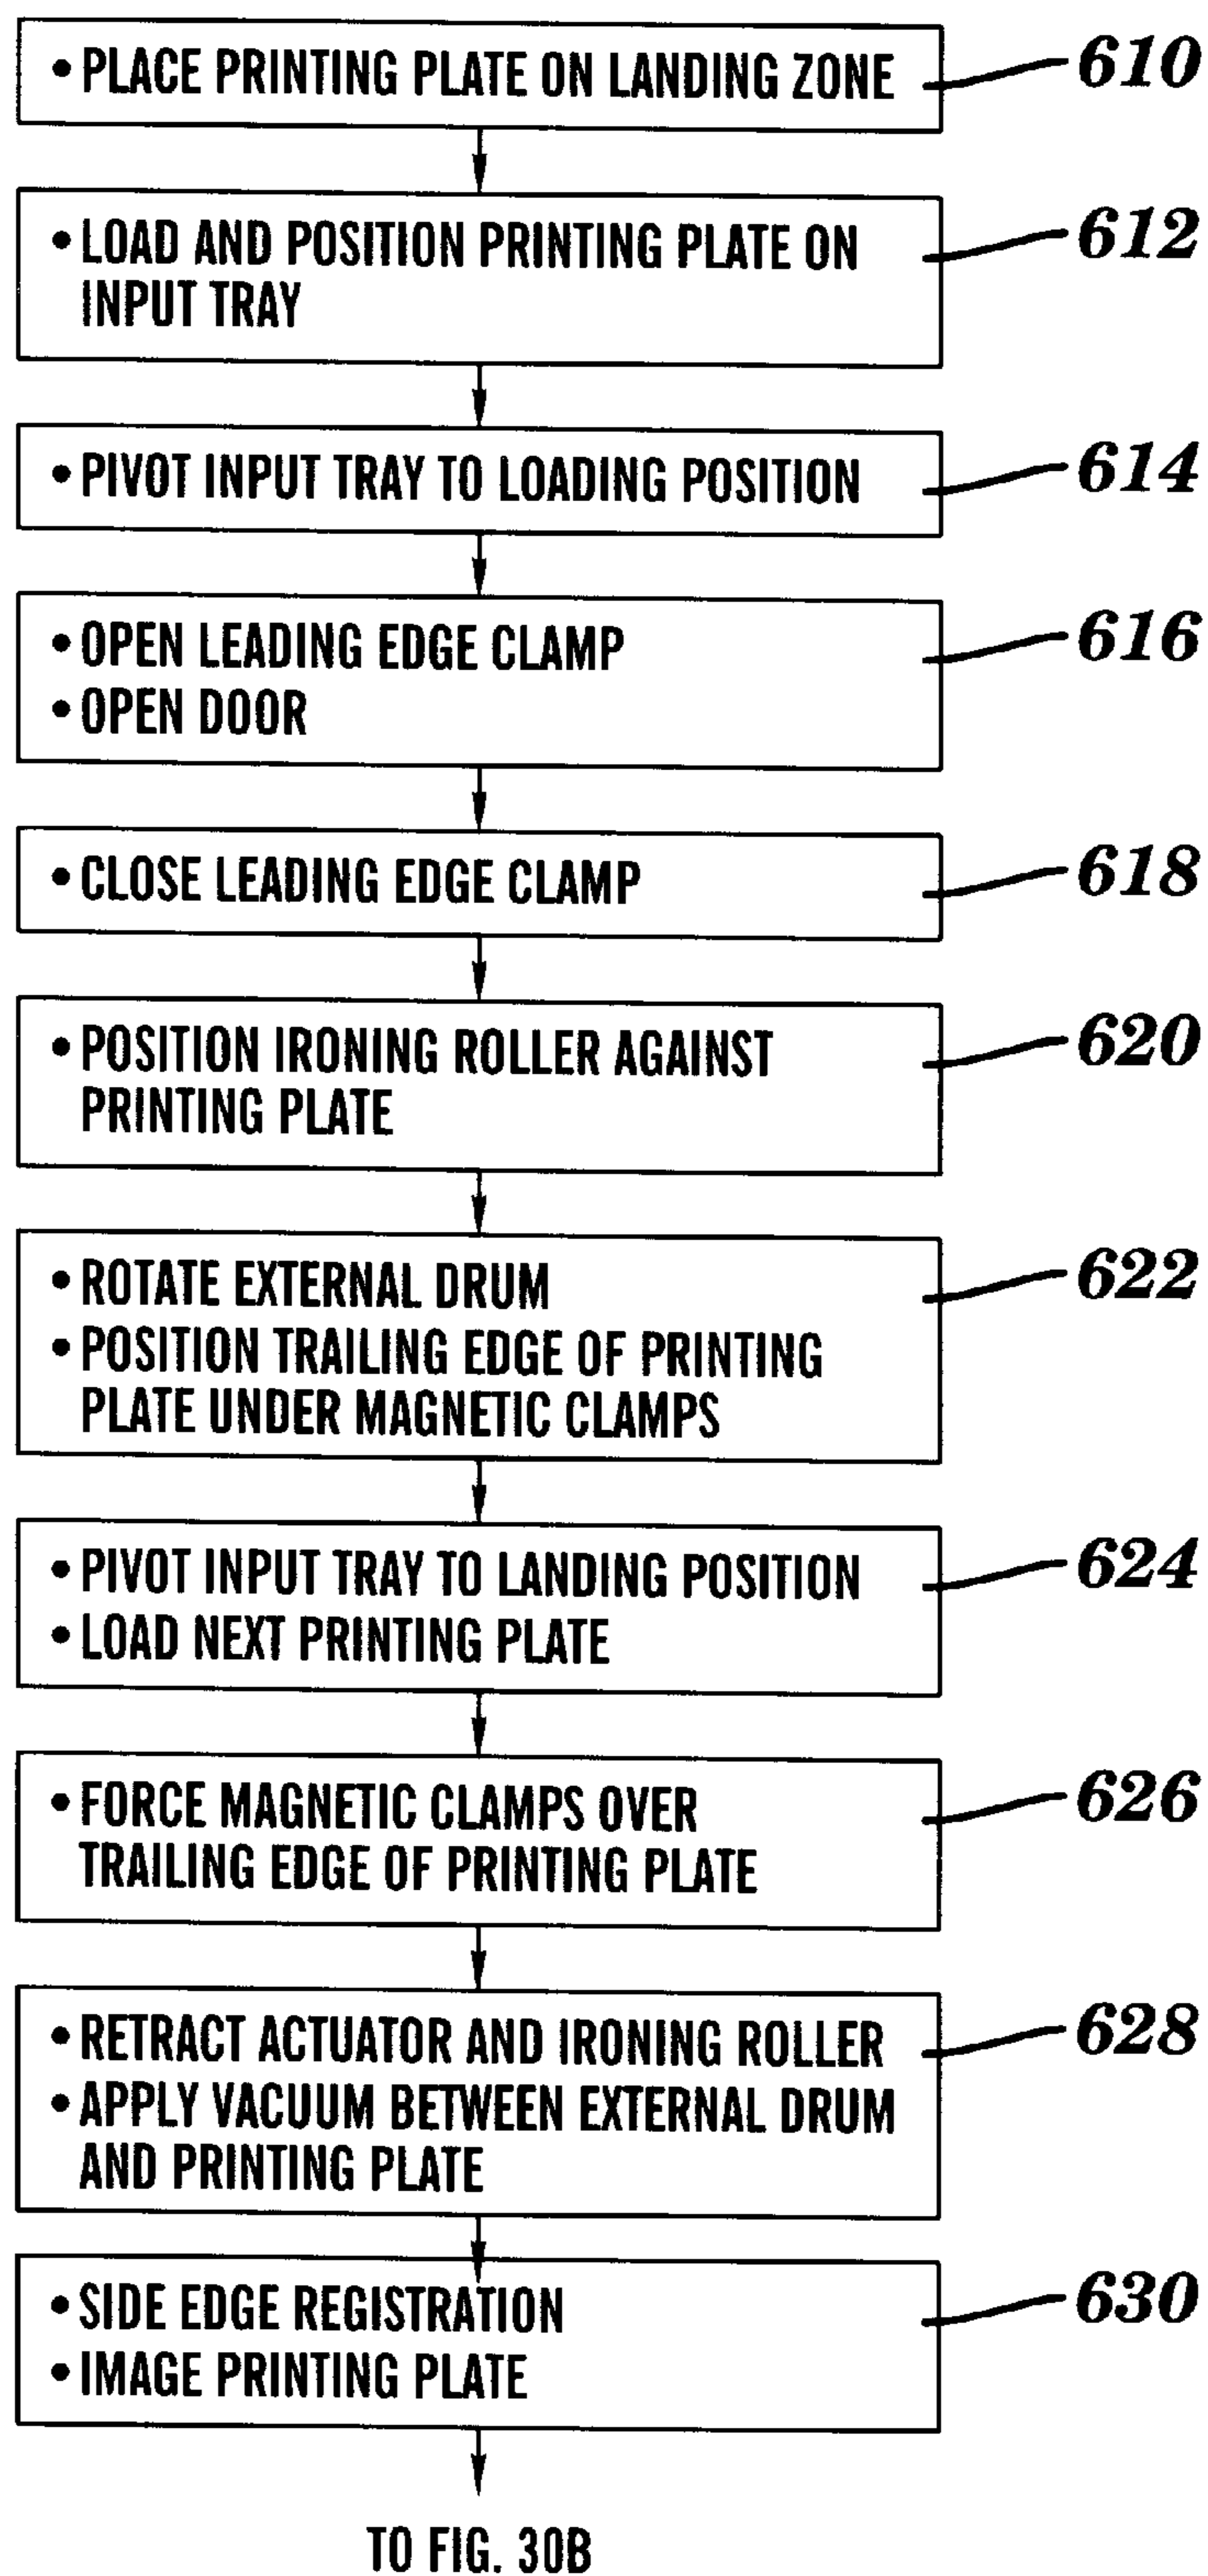 • PLACE PRINTING PLATE ON LANDING ZONE
610
• LOAD AND POSITION PRINTING PLATE ON
INPUT TRAY
612
• PIVOT INPUT TRAY TO LOADING POSITION
614
• OPEN LEADING EDGE CLAMP
• OPEN DOOR
616
• CLOSE LEADING EDGE CLAMP
618
• POSITION IRONING ROLLER AGAINST
PRINTING PLATE
620
• ROTATE EXTERNAL DRUM
• POSITION TRAILING EDGE OF PRINTING
PLATE UNDER MAGNETIC CLAMPS
622
• PIVOT INPUT TRAY TO LANDING POSITION
• LOAD NEXT PRINTING PLATE
624
• FORCE MAGNETIC CLAMPS OVER
TRAILING EDGE OF PRINTING PLATE
626
• RETRACT ACTUATOR AND IRONING ROLLER
• APPLY VACUUM BETWEEN EXTERNAL DRUM
AND PRINTING PLATE
628
• SIDE EDGE REGISTRATION
• IMAGE PRINTING PLATE
630
TO FIG. 30B